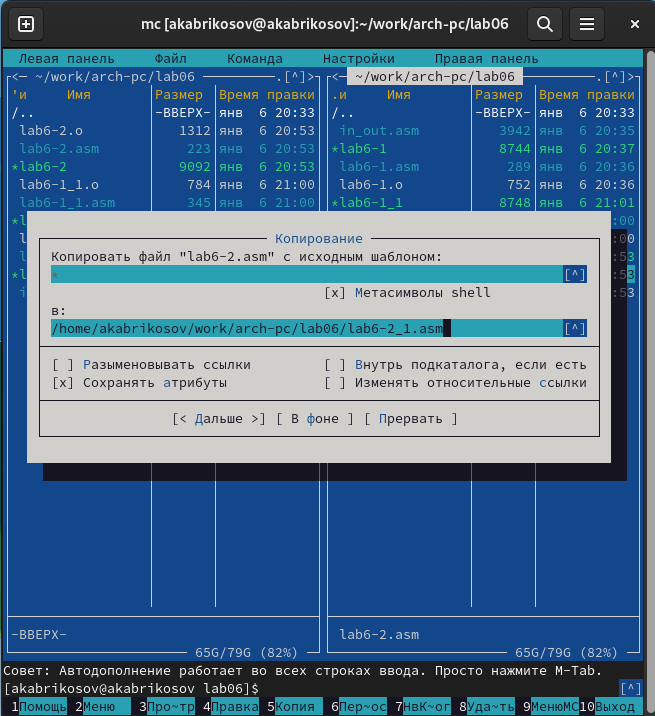 mc [akabrikosov@akabrikosov]:~/work/arch-pc/lab06
Левая панель Файл Команда Настройки Правая панель
<— ~/work/arch-pc/lab06 .[^]> <— ~/work/arch-pc/lab06 .[^]>
'и Имя Размер Время правки .и Имя Размер Время правки
/.. -ВВЕРХ- янв 6 20:33 /.. -ВВЕРХ- янв 6 20:33
lab6-2.o 1312 янв 6 20:53 in_out.asm 3942 янв 6 20:35
lab6-2.asm 223 янв 6 20:53 *lab6-1 8744 янв 6 20:37
*lab6-2 9092 янв 6 20:53 lab6-1.asm 289 янв 6 20:36
lab6-1_1.o 784 янв 6 21:00 lab6-1.o 752 янв 6 20:36
lab6-1_1.asm 345 янв 6 21:00 *lab6-1_1 8748 янв 6 21:01
*l :00
l Копирование :00
l Копировать файл "lab6-2.asm" с исходным шаблоном: :53
*l * [^] 53
i [x] Метасимволы shell :53
в:
/home/akabrikosov/work/arch-pc/lab06/lab6-2_1.asm [^]
[ ] Разыменовывать ссылки [ ] Внутрь подкаталога, если есть
[x] Сохранять атрибуты [ ] Изменять относительные ссылки
[< Дальше >] [ В фоне ] [ Прервать ]
-ВВЕРХ- lab6-2.asm
65G/79G (82%) 65G/79G (82%)
Совет: Автодополнение работает во всех строках ввода. Просто нажмите M-Tab.
[akabrikosov@akabrikosov lab06]$ [^]
1Помощь 2Меню 3Про~тр 4Правка 5Копия 6Пер~ос 7НвК~ог 8Уда~ть 9МенюMC 10Выход